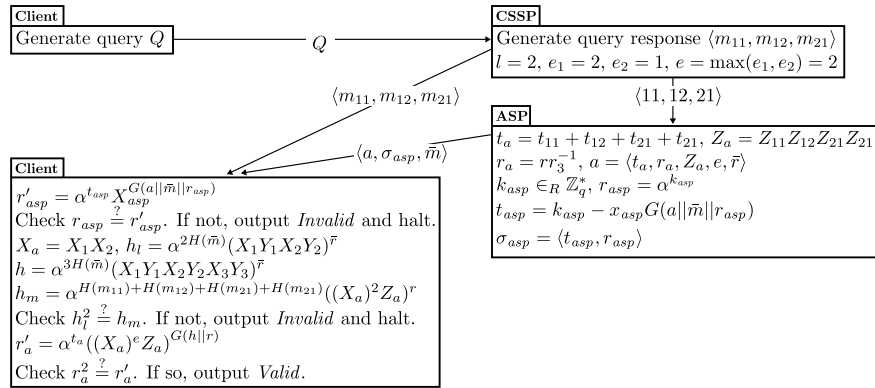 Client
Generate query Q
Q
CSSP
Generate query response ⟨m₁₁, m₁₂, m₂₁⟩
l = 2, e₁ = 2, e₂ = 1, e = max(e₁, e₂) = 2
⟨m₁₁, m₁₂, m₂₁⟩
⟨11, 12, 21⟩
ASP
t_a = t₁₁ + t₁₂ + t₂₁ + t₂₁, Z_a = Z₁₁Z₁₂Z₂₁Z₂₁
r_a = rr₃⁻¹, a = ⟨t_a, r_a, Z_a, e, r̄⟩
k_asp ∈_R ℤ*_q, r_asp = α^{k_asp}
t_asp = k_asp − x_asp G(a||m̄||r_asp)
σ_asp = ⟨t_asp, r_asp⟩
⟨a, σ_asp, m̄⟩
Client
r′_asp = α^{t_asp} X_asp^{G(a||m̄||r_asp)}
Check r_asp ≟ r′_asp. If not, output Invalid and halt.
X_a = X₁X₂, h_l = α^{2H(m̄)}(X₁Y₁X₂Y₂)^{r̄}
h = α^{3H(m̄)}(X₁Y₁X₂Y₂X₃Y₃)^{r̄}
h_m = α^{H(m₁₁)+H(m₁₂)+H(m₂₁)+H(m₂₁)}((X_a)²Z_a)^r
Check h_l² ≟ h_m. If not, output Invalid and halt.
r′_a = α^{t_a}((X_a)^e Z_a)^{G(h||r)}
Check r_a² ≟ r′_a. If so, output Valid.